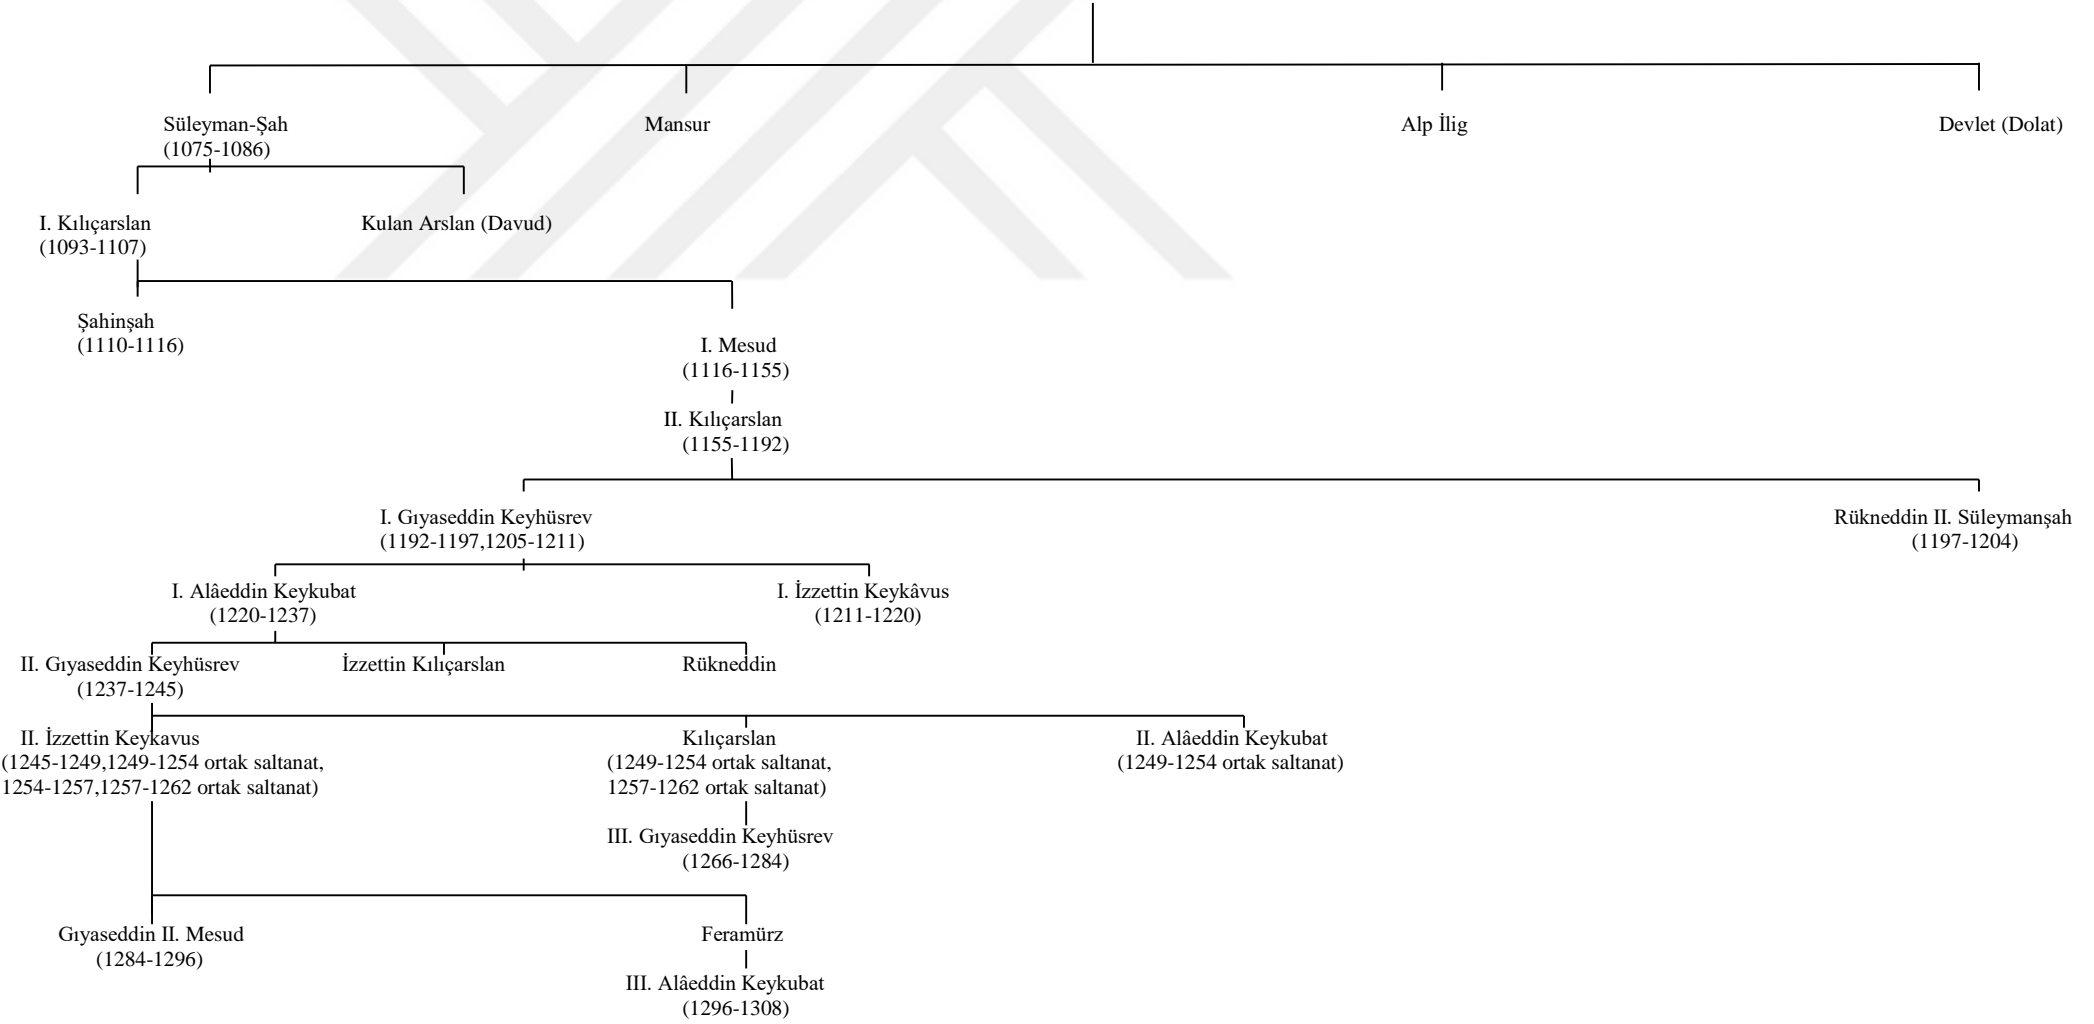 Süleyman-Şah
(1075-1086)
Mansur
Alp İlig
Devlet (Dolat)
I. Kılıçarslan
(1093-1107)
Kulan Arslan (Davud)
Şahinşah
(1110-1116)
I. Mesud
(1116-1155)
II. Kılıçarslan
(1155-1192)
I. Gıyaseddin Keyhüsrev
(1192-1197,1205-1211)
Rükneddin II. Süleymanşah
(1197-1204)
I. Alâeddin Keykubat
(1220-1237)
I. İzzettin Keykâvus
(1211-1220)
II. Gıyaseddin Keyhüsrev
(1237-1245)
İzzettin Kılıçarslan
Rükneddin
II. İzzettin Keykavus
(1245-1249,1249-1254 ortak saltanat,
1254-1257,1257-1262 ortak saltanat)
Kılıçarslan
(1249-1254 ortak saltanat,
1257-1262 ortak saltanat)
II. Alâeddin Keykubat
(1249-1254 ortak saltanat)
III. Gıyaseddin Keyhüsrev
(1266-1284)
Gıyaseddin II. Mesud
(1284-1296)
Feramürz
III. Alâeddin Keykubat
(1296-1308)